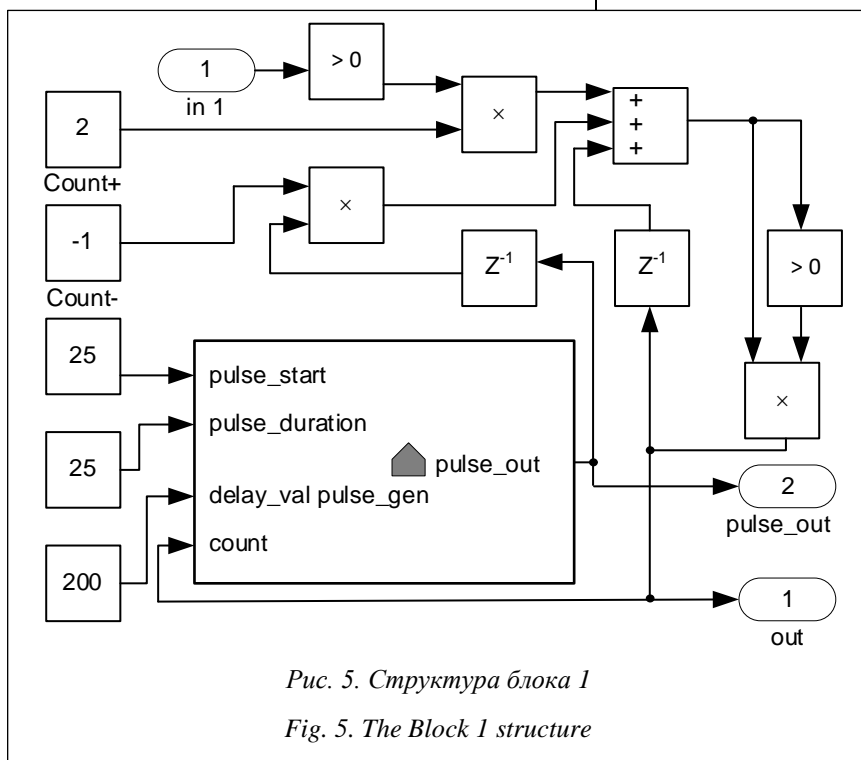 1
> 0
in 1
×
+
+
+
2
Count+
×
-1
Count-
Z-1
Z-1
> 0
25
pulse_start
25
pulse_duration
pulse_out
×
2
pulse_out
delay_val pulse_gen
count
200
1
out
Рис. 5. Структура блока 1
Fig. 5. The Block 1 structure